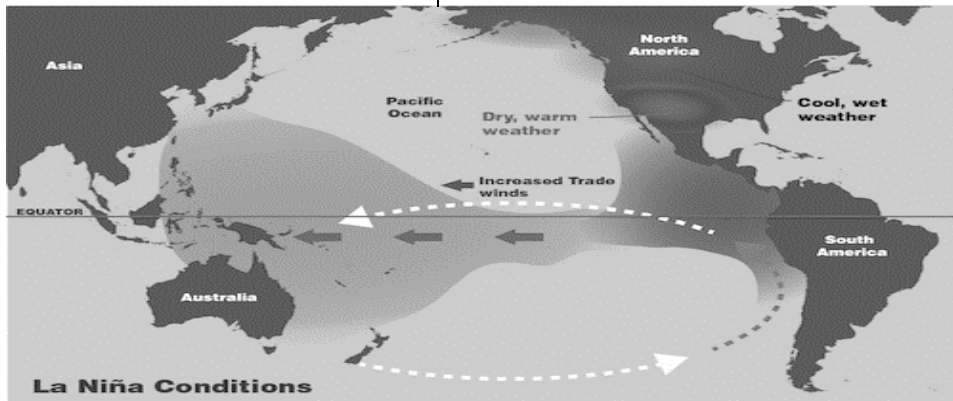 Asia
North
America
Pacific
Ocean
Cool, wet
weather
Dry, warm
weather
Increased Trade
winds
EQUATOR
South
America
Australia
La Niña Conditions